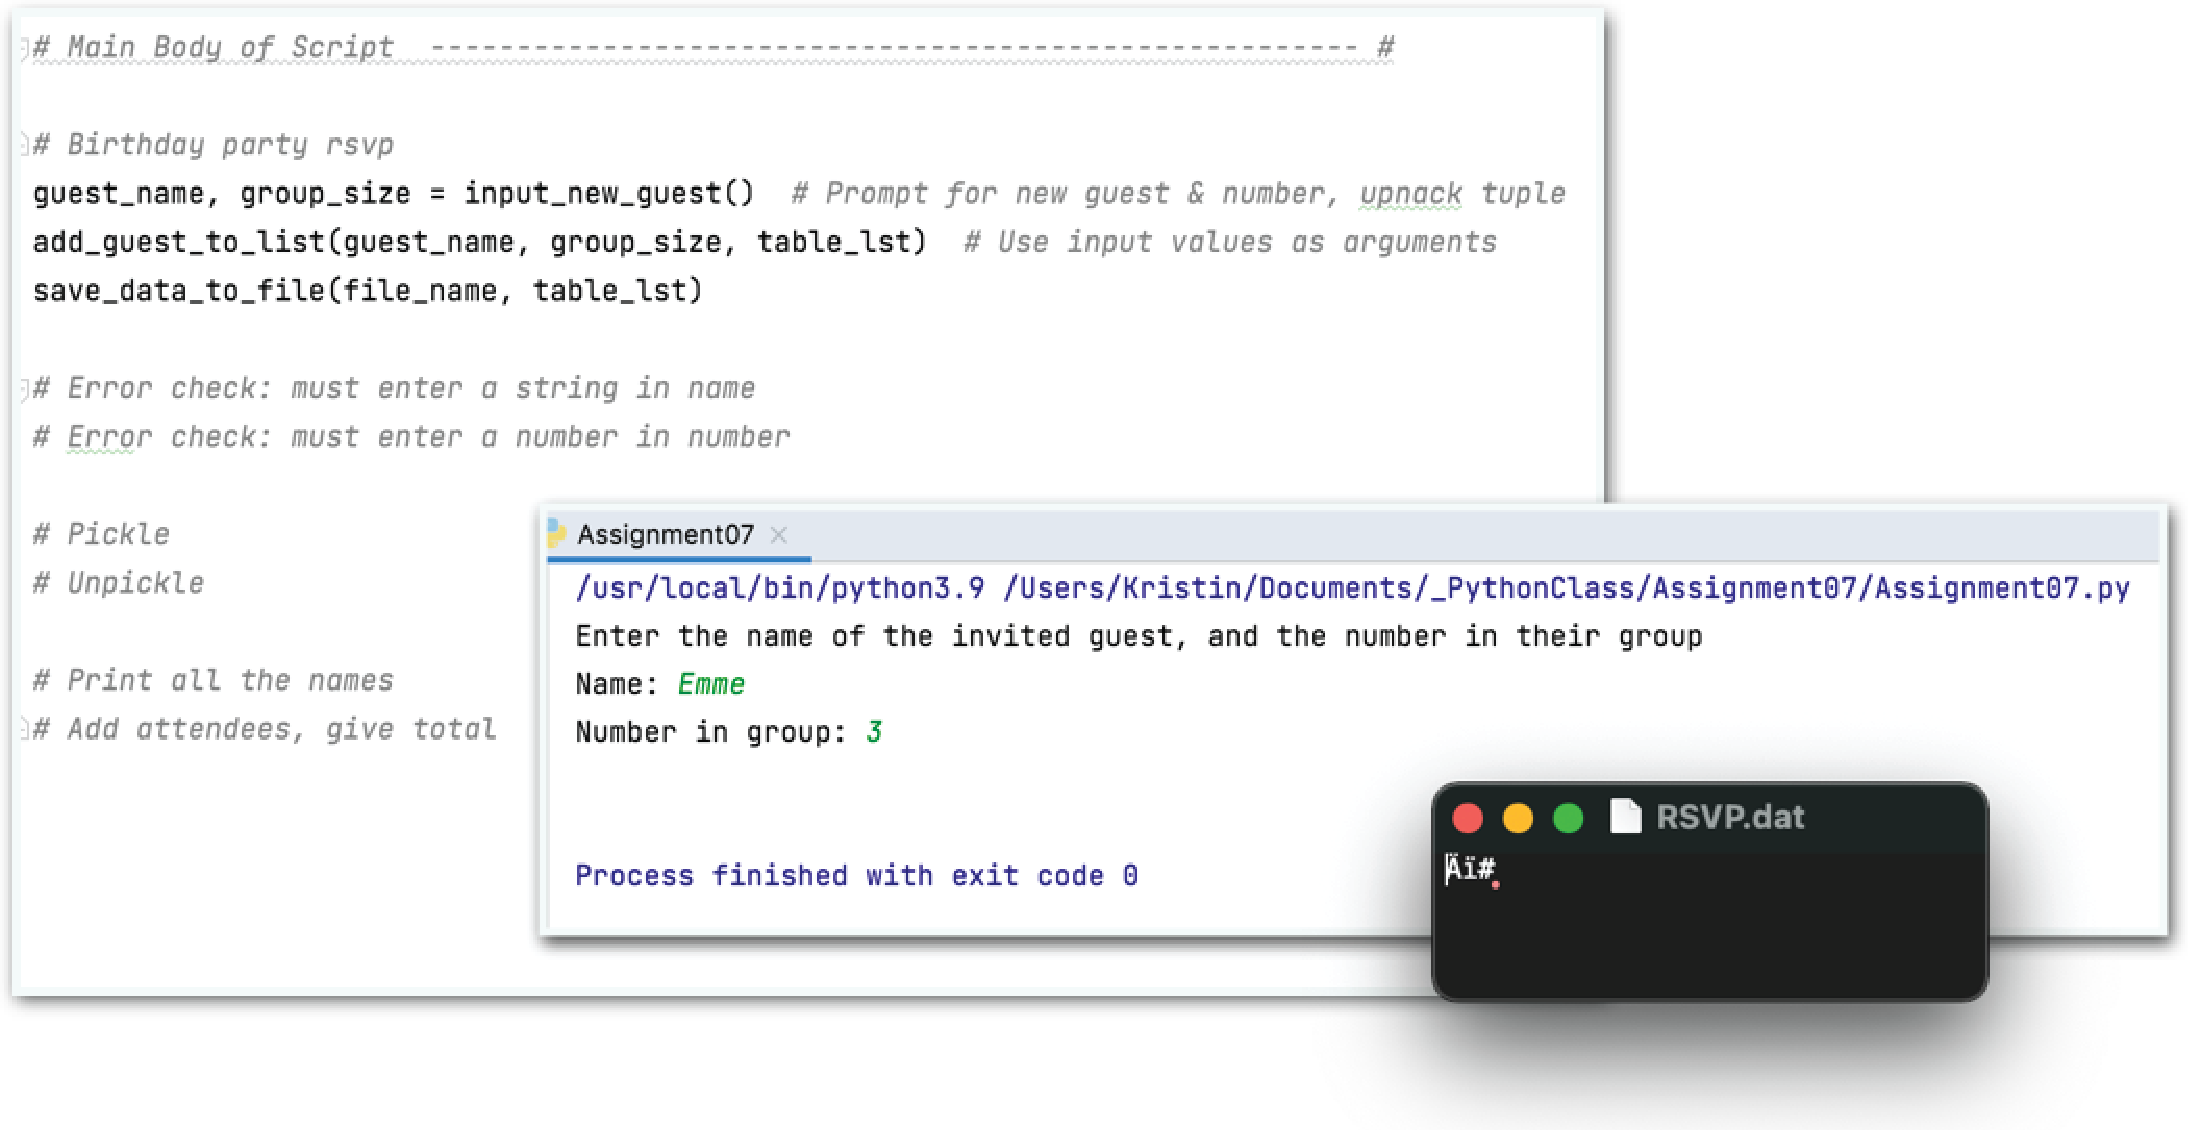 # Main Body of Script  ------------------------------------------------------ #
# Birthday party rsvp
guest_name, group_size = input_new_guest()  # Prompt for new guest & number, upnack tuple
add_guest_to_list(guest_name, group_size, table_lst)  # Use input values as arguments
save_data_to_file(file_name, table_lst)
# Error check: must enter a string in name
# Error check: must enter a number in number
# Pickle
# Unpickle
# Print all the names
# Add attendees, give total
Assignment07
/usr/local/bin/python3.9 /Users/Kristin/Documents/_PythonClass/Assignment07/Assignment07.py
Enter the name of the invited guest, and the number in their group
Name: Emme
Number in group: 3
Process finished with exit code 0
RSVP.dat
Äï#